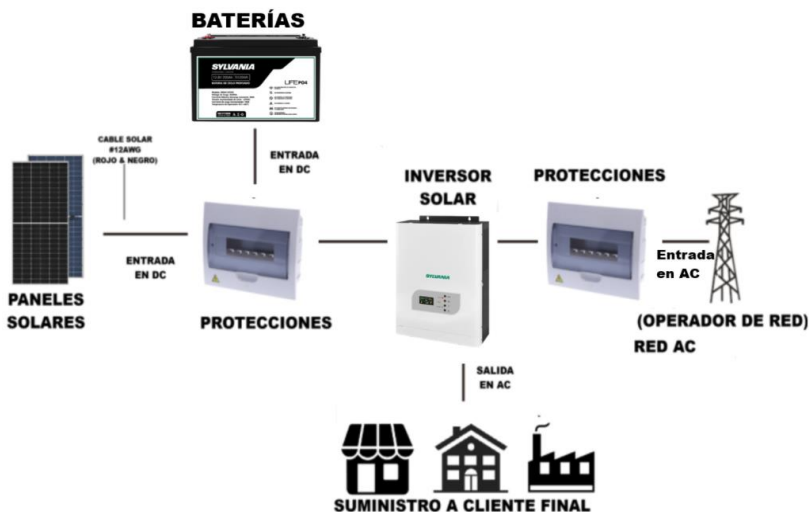 BATERÍAS
SYLVANIA
LIFEPO4
CABLE SOLAR
#12AWG
(ROJO & NEGRO)
ENTRADA
EN DC
INVERSOR
SOLAR
PROTECCIONES
ENTRADA
EN DC
SYLVANIA
Entrada
en AC
PANELES
SOLARES
PROTECCIONES
(OPERADOR DE RED)
RED AC
SALIDA
EN AC
SUMINISTRO A CLIENTE FINAL